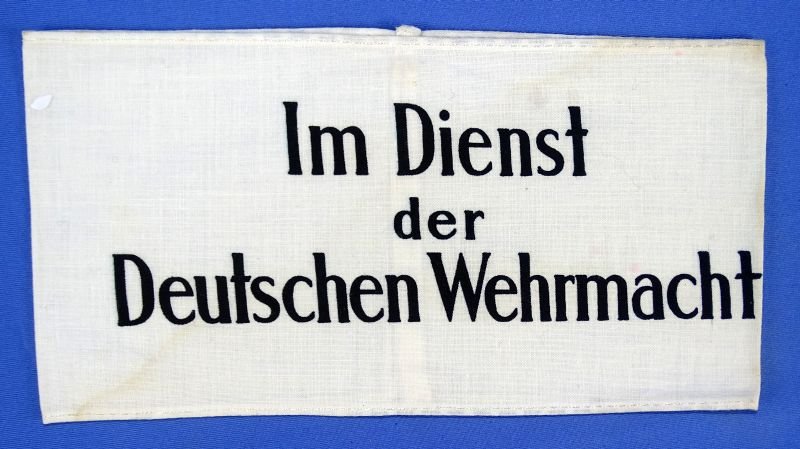 Im Dienst
der
Deutschen Wehrmacht